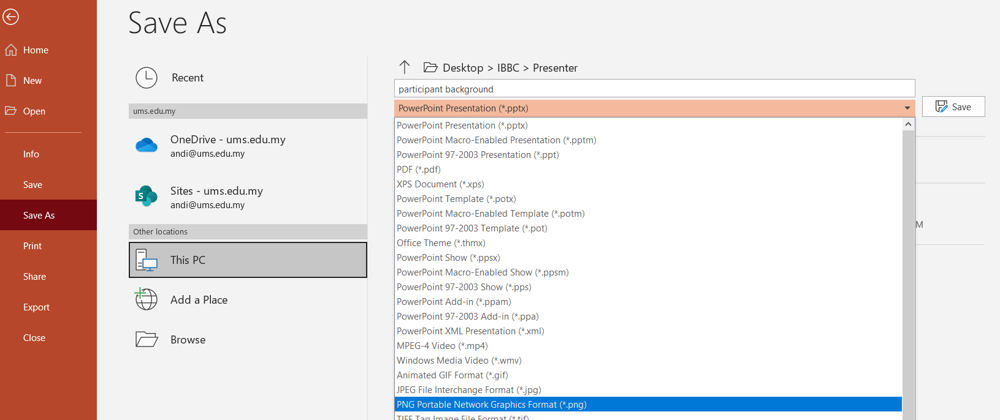 Save As
Home
New
Open
Info
Save
Save As
Print
Share
Export
Close
Recent
ums.edu.my
OneDrive - ums.edu.my
andi@ums.edu.my
S
Sites - ums.edu.my
andi@ums.edu.my
Other locations
This PC
Add a Place
Browse
Desktop > IBBC > Presenter
participant background
PowerPoint Presentation (*.pptx)
Save
PowerPoint Presentation (*.pptx)
PowerPoint Macro-Enabled Presentation (*.pptm)
PowerPoint 97-2003 Presentation (*.ppt)
PDF (*.pdf)
XPS Document (*.xps)
PowerPoint Template (*.potx)
PowerPoint Macro-Enabled Template (*.potm)
M
PowerPoint 97-2003 Template (*.pot)
Office Theme (*.thmx)
PowerPoint Show (*.ppsx)
PowerPoint Macro-Enabled Show (*.ppsm)
PowerPoint 97-2003 Show (*.pps)
PowerPoint Add-in (*.ppam)
PowerPoint 97-2003 Add-in (*.ppa)
PowerPoint XML Presentation (*.xml)
MPEG-4 Video (*.mp4)
Windows Media Video (*.wmv)
Animated GIF Format (*.gif)
JPEG File Interchange Format (*.jpg)
PNG Portable Network Graphics Format (*.png)
TIFF Tag Image File Format (*.tif)